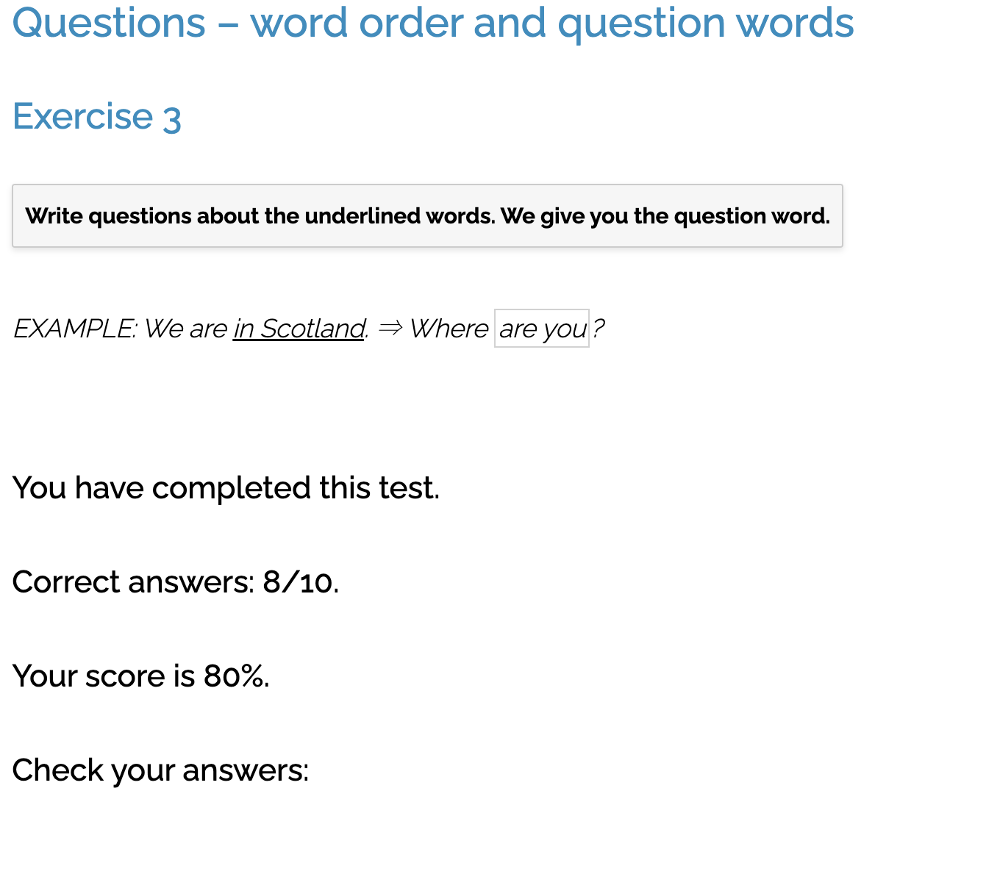 Questions – word order and question words
Exercise 3
Write questions about the underlined words. We give you the question word.
EXAMPLE: We are in Scotland. ⇒ Where are you ?
You have completed this test.
Correct answers: 8/10.
Your score is 80%.
Check your answers: